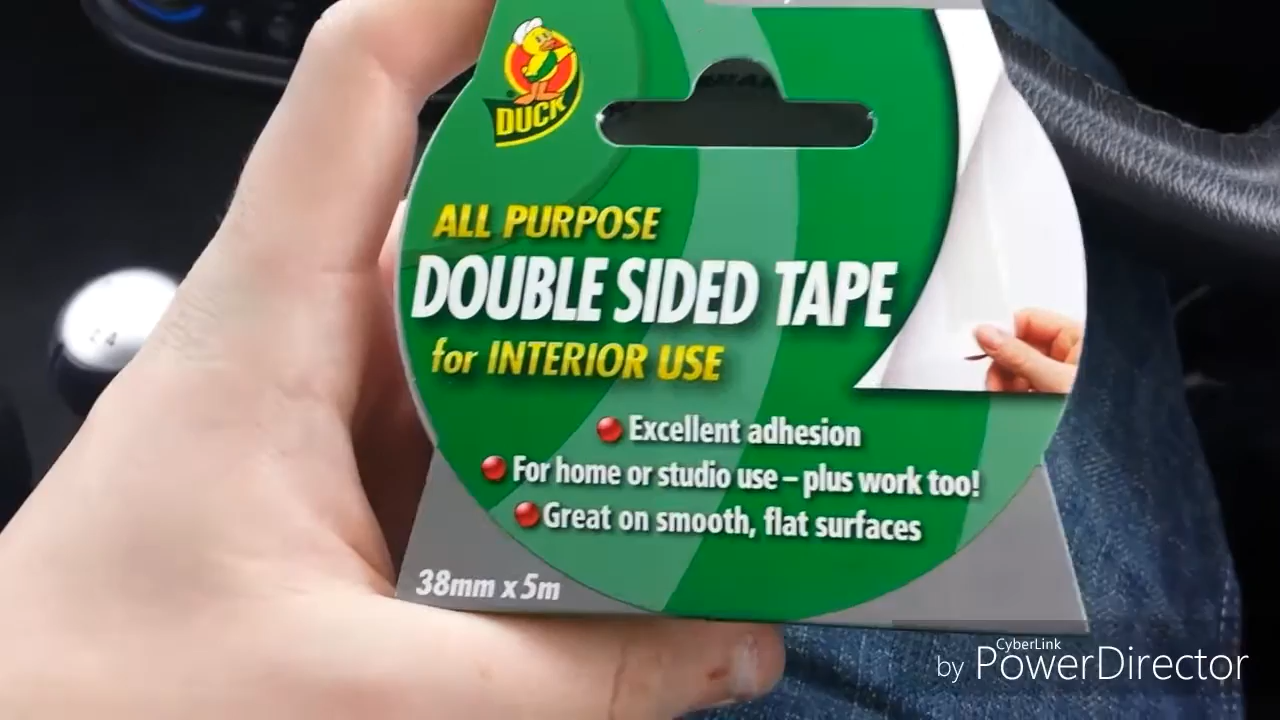 DUCK
ALL PURPOSE
DOUBLE SIDED TAPE
for INTERIOR USE
Excellent adhesion
For home or studio use – plus work too!
Great on smooth, flat surfaces
38mm x 5m
CyberLink
by PowerDirector